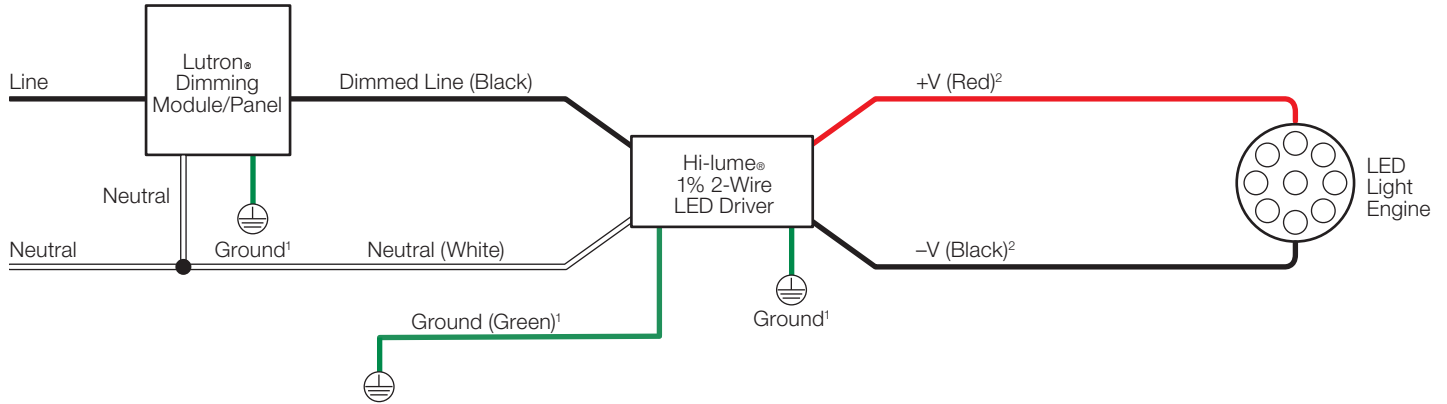 Line
Lutron®
Dimming
Module/Panel
Dimmed Line (Black)
Neutral
Ground¹
Neutral
Neutral (White)
Hi-lume®
1% 2-Wire
LED Driver
Ground (Green)¹
Ground¹
+V (Red)²
–V (Black)²
LED
Light
Engine